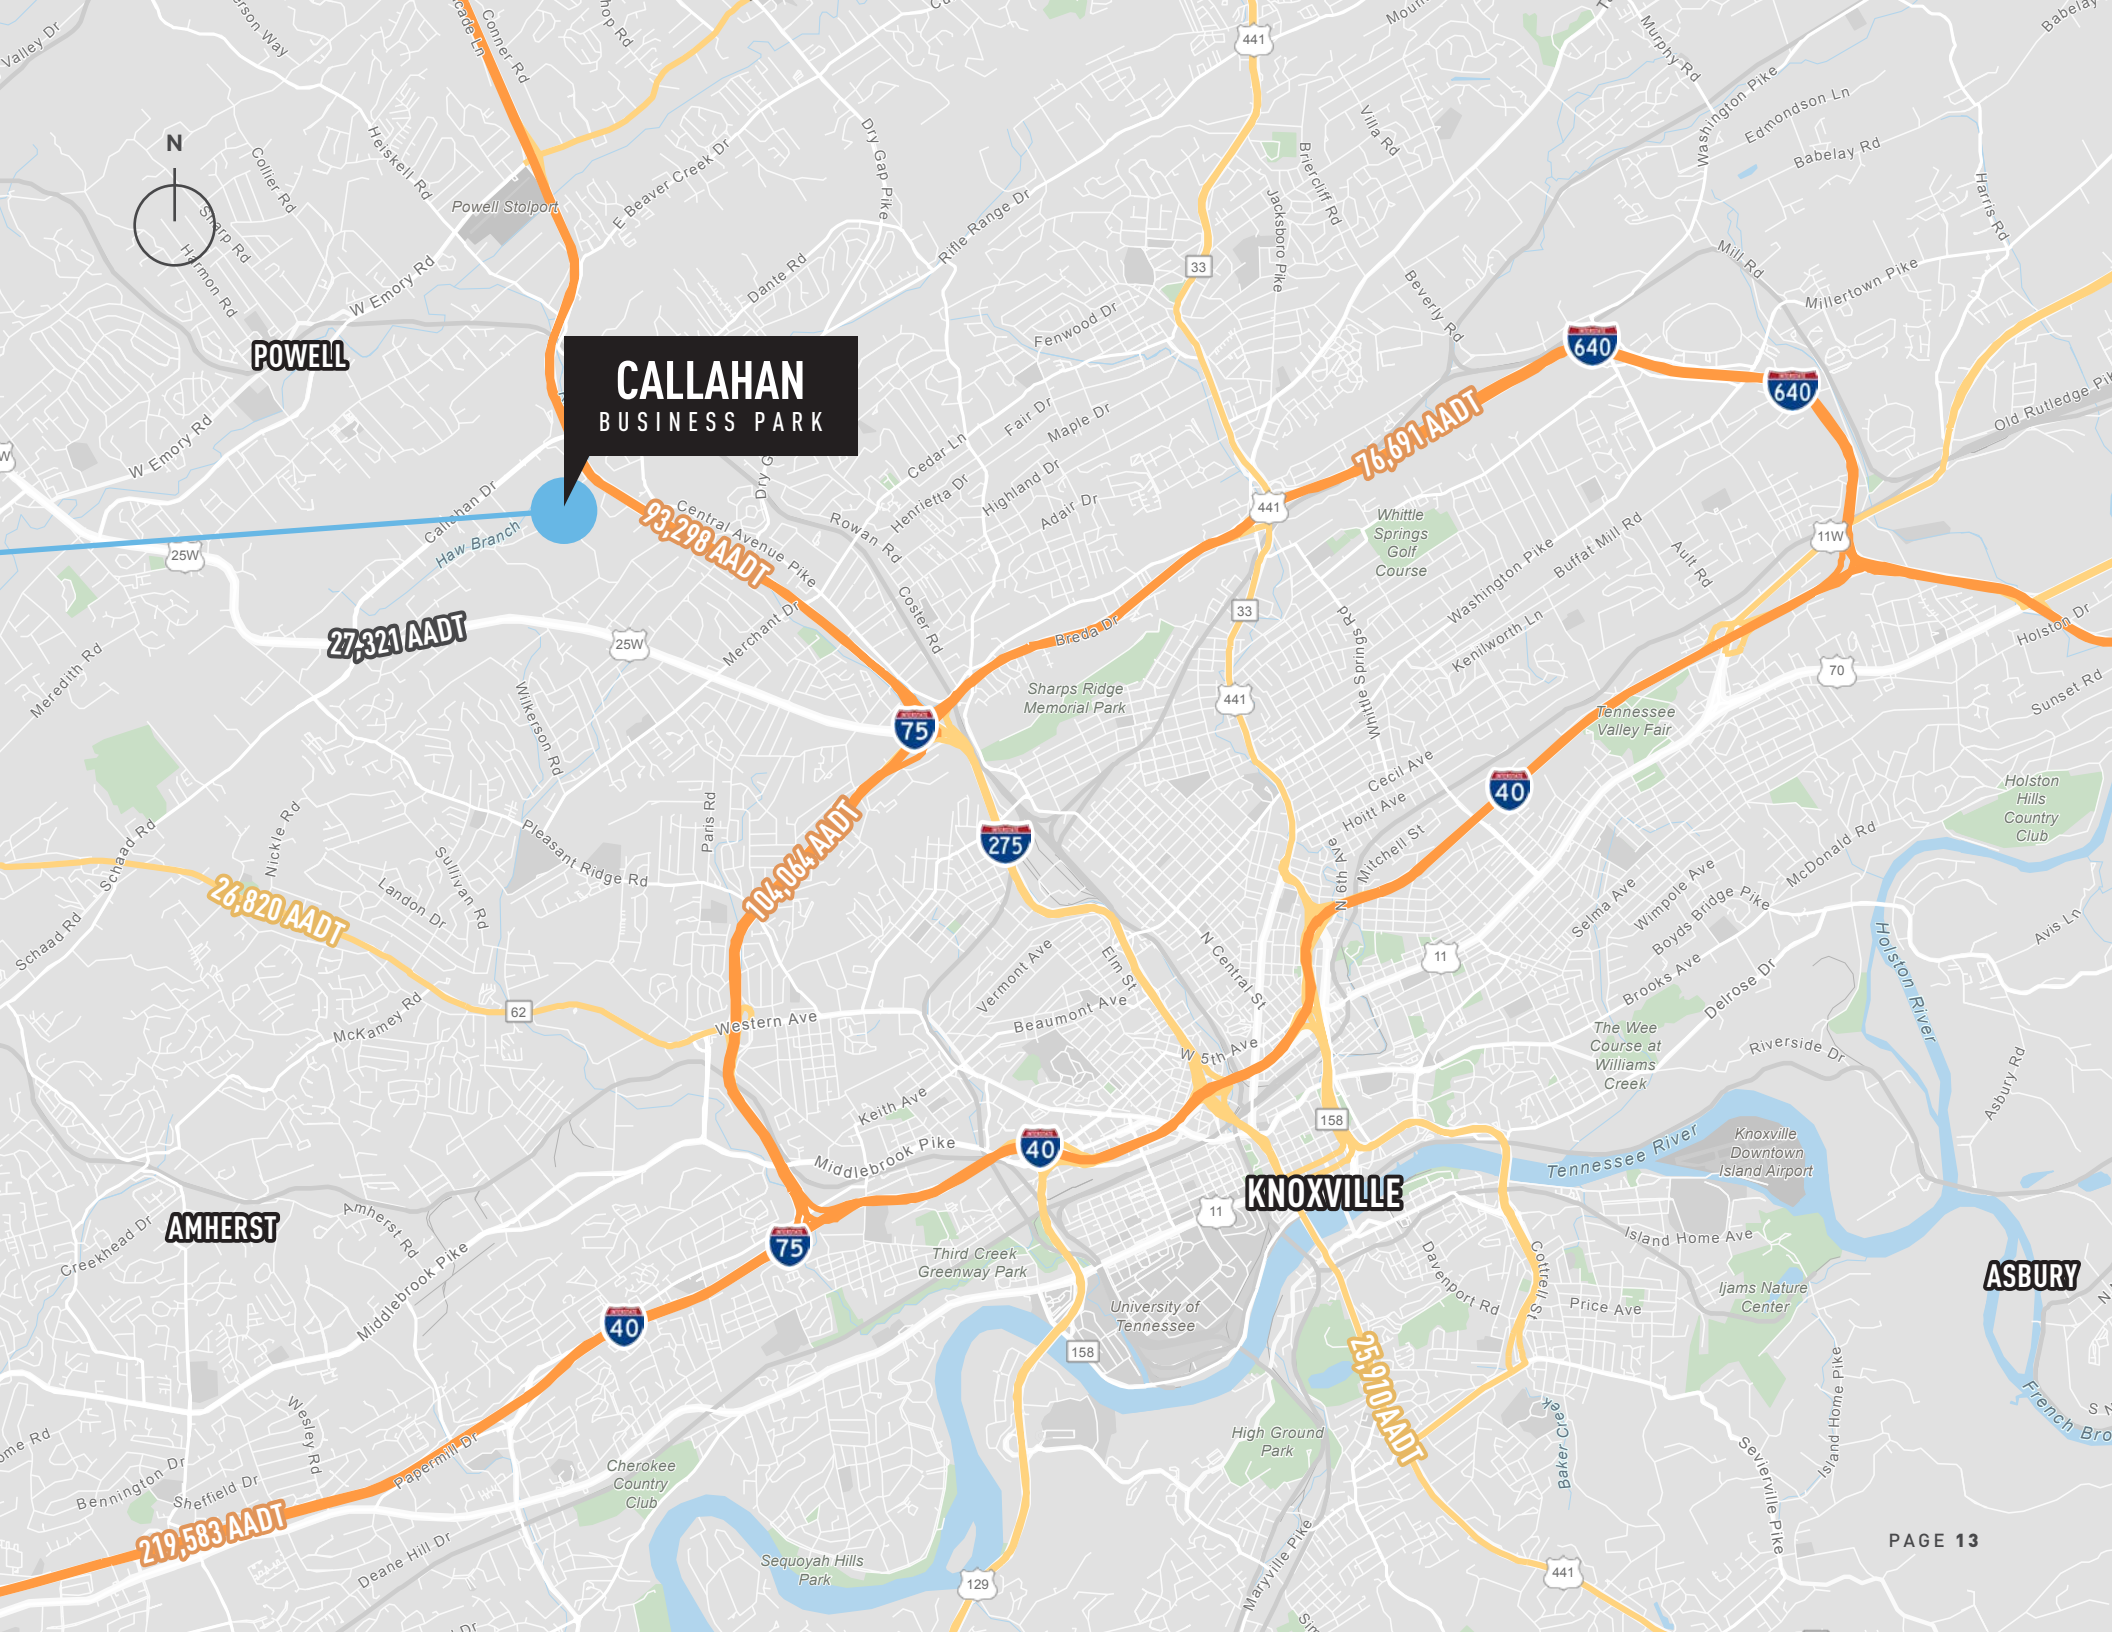 Valley Dr
Conner Rd
441
Murphy Rd
Washington Pike
Edmondson Ln
Babelay Rd
N
Collier Rd
Heiskell Rd
Powell Stolport
E Beaver Creek Dr
Dry Gap Pike
Rifle Range Dr
Villa Rd
Briercliff Rd
Jacksboro Pike
Harris Rd
Sharp Rd
Harmon Rd
W Emory Rd
Dante Rd
33
Beverly Rd
Mill Rd
Millertown Pike
POWELL
CALLAHAN
BUSINESS PARK
Fenwood Dr
640
640
Fair Dr
Maple Dr
76,691 AADT
W Emory Rd
Cedar Ln
Henrietta Dr
Highland Dr
Adair Dr
441
Callahan Dr
Haw Branch
93,298 AADT
Central Avenue Pike
Rowan Rd
Whittle
Springs
Golf
Course
Washington Pike
Buffat Mill Rd
Ault Rd
11W
25W
27,321 AADT
25W
Merchant Dr
Coster Rd
Breda Dr
33
Whittle Springs Rd
Kenilworth Ln
Holston Dr
70
Sunset Rd
Meredith Rd
Wilkerson Rd
Sharps Ridge
Memorial Park
441
Tennessee
Valley Fair
75
Cecil Ave
Hoitt Ave
Mitchell St
40
Holston
Hills
Country
Club
Schaad Rd
Nickle Rd
Pleasant Ridge Rd
Paris Rd
104,064 AADT
275
N 6th Ave
McDonald Rd
26,820 AADT
Landon Dr
Sullivan Rd
Selma Ave
Wimpole Ave
Boyds Bridge Pike
Avis Ln
Schaad Rd
Vermont Ave
Elm St
N Central St
11
Brooks Ave
Delrose Dr
Holston River
McKamey Rd
62
Western Ave
Beaumont Ave
W 5th Ave
The Wee
Course at
Williams
Creek
Riverside Dr
Asbury Rd
Keith Ave
158
Middlebrook Pike
40
Tennessee River
Knoxville
Downtown
Island Airport
KNOXVILLE
11
AMHERST
Creekhead Dr
Amherst Rd
Middlebrook Pike
75
Third Creek
Greenway Park
Davenport Rd
Cottrell St
Island Home Ave
Price Ave
Ijams Nature
Center
ASBURY
40
University of
Tennessee
158
25,910 AADT
Island Home Pike
Wesley Rd
Papermill Dr
Bennington Dr
Sheffield Dr
Cherokee
Country
Club
High Ground
Park
Baker Creek
Sevierville Pike
French Bro
219,583 AADT
Deane Hill Dr
Sequoyah Hills
Park
129
Maryville Pike
441
PAGE 13